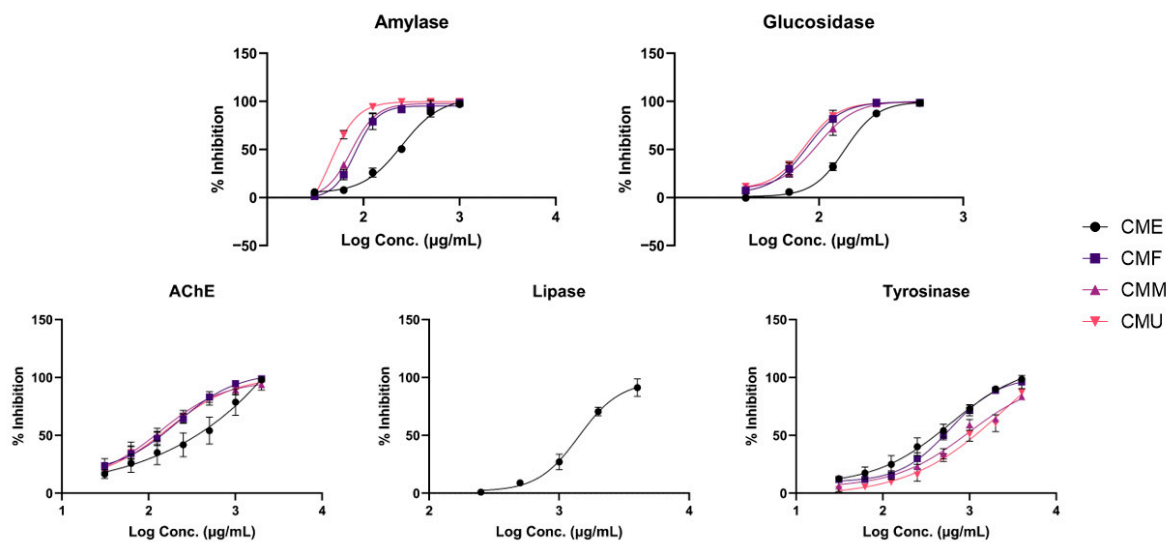 Amylase
150
100
50
0
−50
% Inhibition
2
3
4
Log Conc. (µg/mL)
Glucosidase
150
100
50
0
−50
% Inhibition
2
3
Log Conc. (µg/mL)
CME
CMF
CMM
CMU
AChE
150
100
50
0
% Inhibition
1
2
3
4
Log Conc. (µg/mL)
Lipase
150
100
50
0
% Inhibition
2
3
4
Log Conc. (µg/mL)
Tyrosinase
150
100
50
0
% Inhibition
1
2
3
4
Log Conc. (µg/mL)